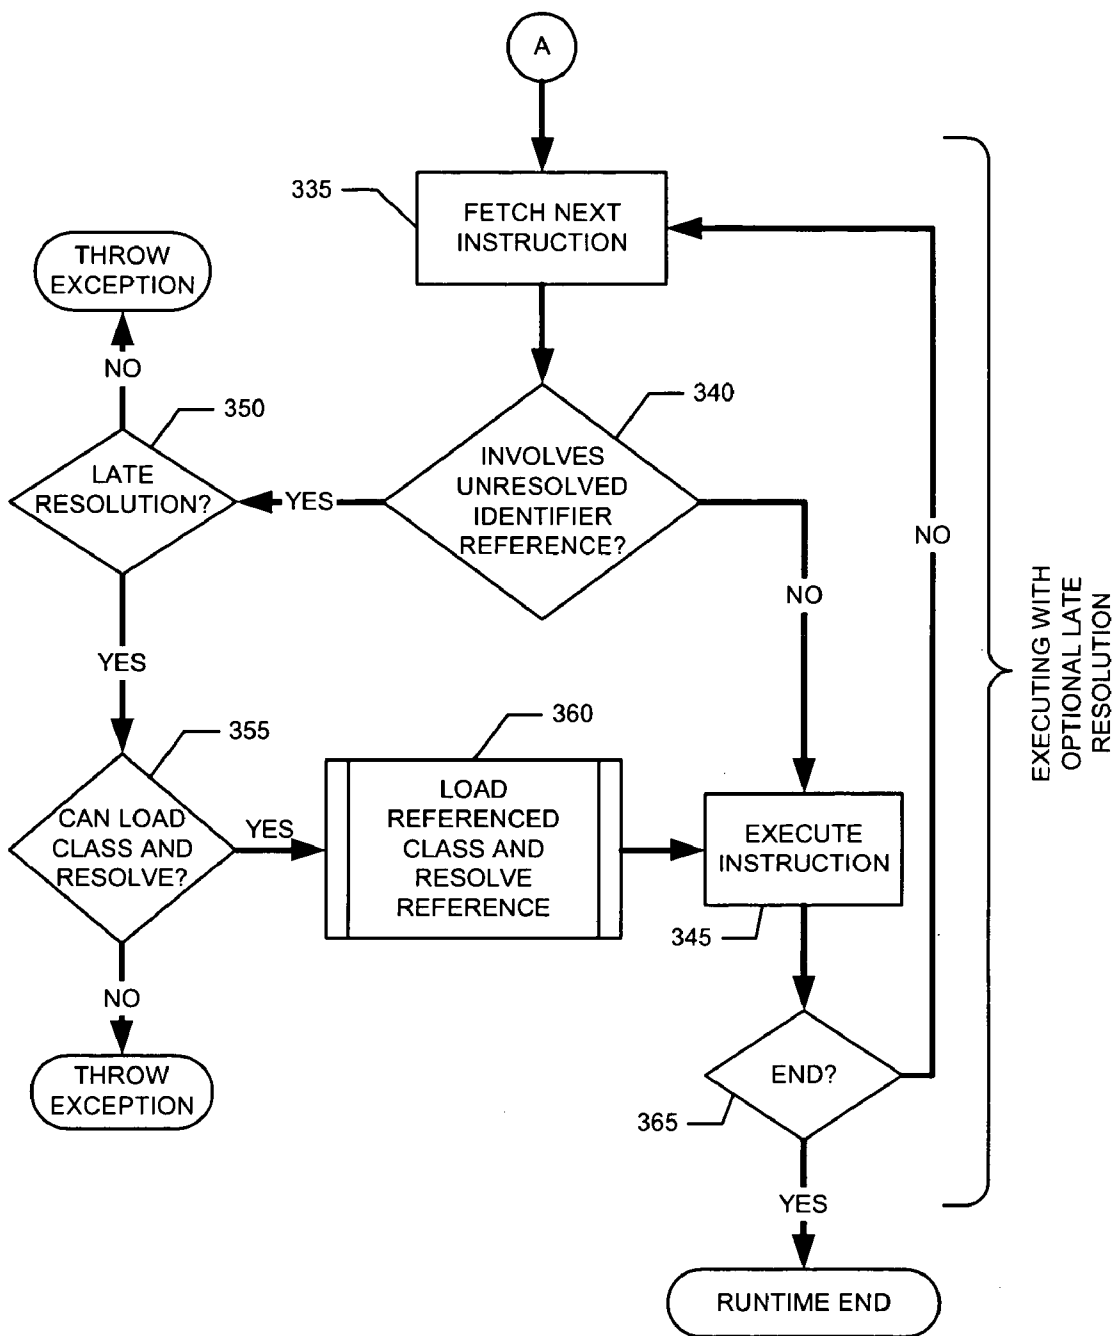 A
335
FETCH NEXT
INSTRUCTION
THROW
EXCEPTION
NO
350
340
LATE
RESOLUTION?
YES
INVOLVES
UNRESOLVED
IDENTIFIER
REFERENCE?
NO
NO
YES
355
360
CAN LOAD
CLASS AND
RESOLVE?
YES
LOAD
REFERENCED
CLASS AND
RESOLVE
REFERENCE
EXECUTE
INSTRUCTION
345
NO
THROW
EXCEPTION
END?
365
YES
RUNTIME END
EXECUTING WITH
OPTIONAL LATE
RESOLUTION